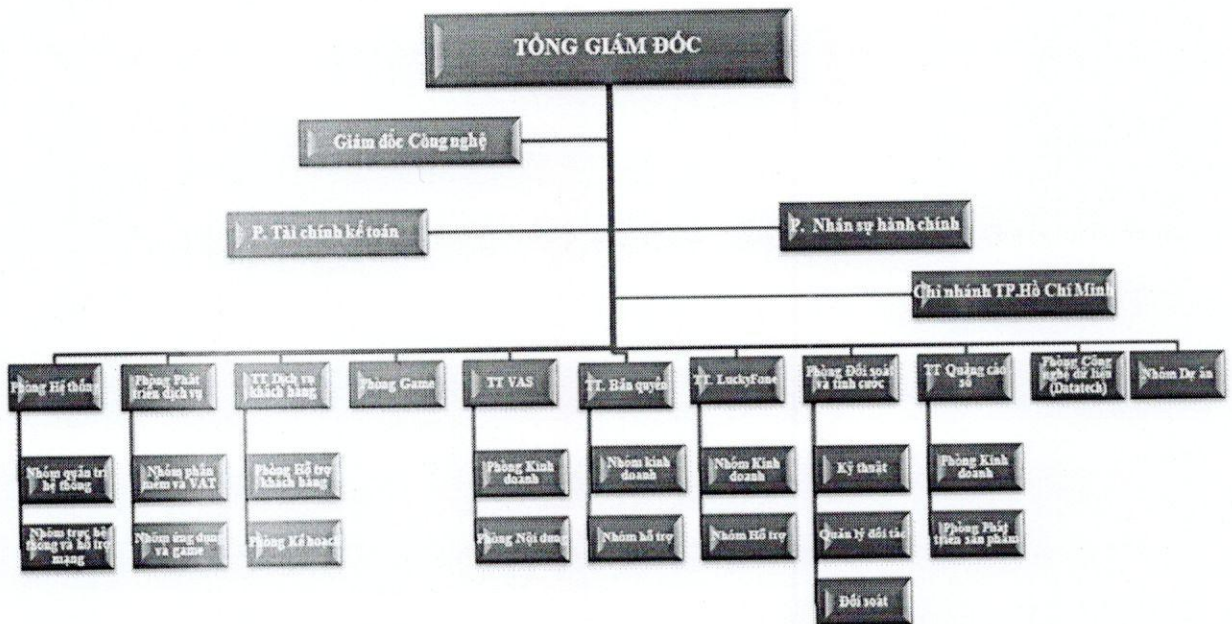 TỔNG GIÁM ĐỐC
Giám đốc Công nghệ
P. Tài chính kế toán
P. Nhân sự hành chính
Chi nhánh TP.Hồ Chí Minh
Phòng Hệ thống
Phòng Phát
triển dịch vụ
TT Dịch vụ
khách hàng
Phòng Game
TT VAS
TT. Bản quyền
TT. LuckyFone
Phòng Đối soát
và tính cước
TT Quảng cáo
số
Phòng Công
nghệ dữ liệu
(Datatech)
Nhóm Dự án
Nhóm quản trị
hệ thống
Nhóm phần
mềm và VAT
Phòng Hỗ trợ
khách hàng
Phòng Kinh
doanh
Nhóm kinh
doanh
Nhóm Kinh
doanh
Kỹ thuật
Phòng Kinh
doanh
Nhóm trực hệ
thống và hỗ trợ
mạng
Nhóm ứng dụng
và game
Phòng Kế hoạch
Phòng Nội dung
Nhóm hỗ trợ
Nhóm Hỗ trợ
Quản lý đối tác
Phòng Phát
triển sản phẩm
Đối soát